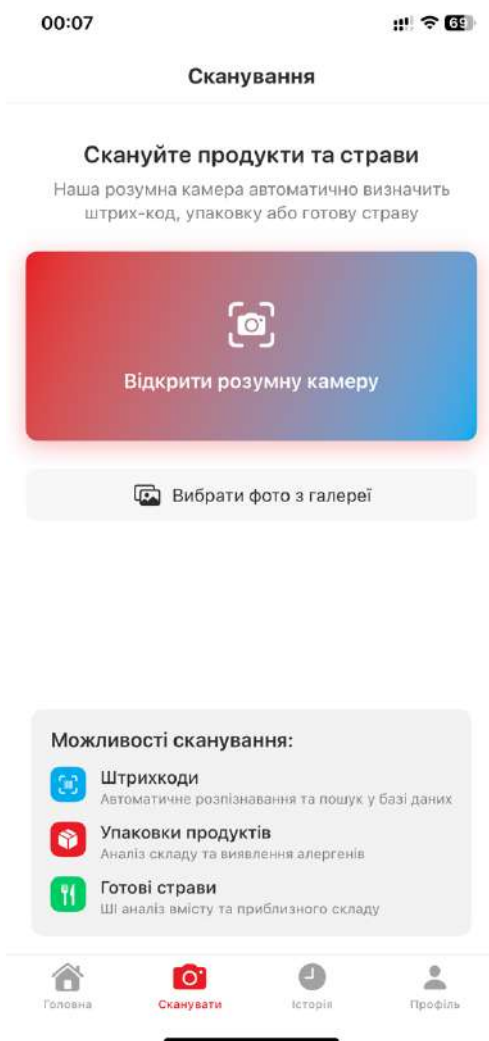 00:07
69
Сканування
Скануйте продукти та страви
Наша розумна камера автоматично визначить
штрих-код, упаковку або готову страву
Відкрити розумну камеру
Вибрати фото з галереї
Можливості сканування:
Штрихкоди
Автоматичне розпізнавання та пошук у базі даних
Упаковки продуктів
Аналіз складу та виявлення алергенів
Готові страви
ШІ аналіз вмісту та приблизного складу
Головна
Сканувати
Історія
Профіль